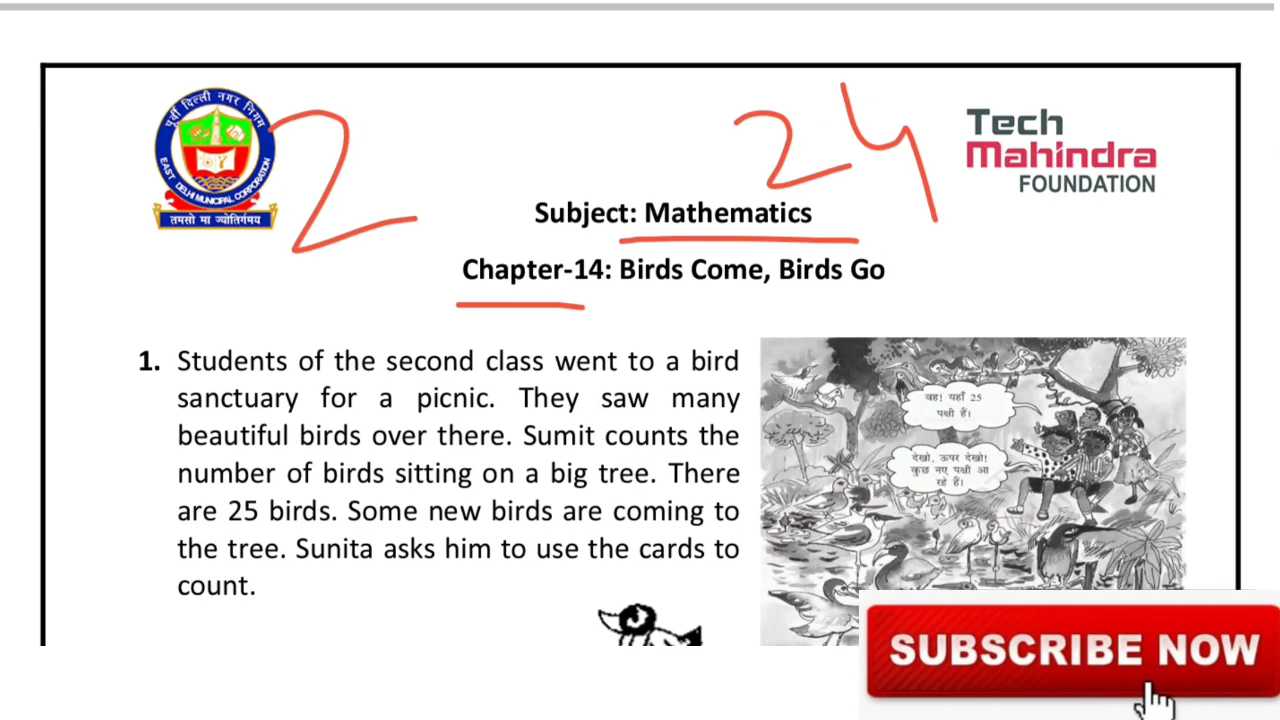 पूर्वी दिल्ली नगर निगम
EAST DELHI MUNICIPAL CORPORATION
तमसो मा ज्योतिर्गमय
2
24
Tech
Mahindra
FOUNDATION
Subject: Mathematics
Chapter-14: Birds Come, Birds Go
1. Students of the second class went to a bird
sanctuary for a picnic. They saw many
beautiful birds over there. Sumit counts the
number of birds sitting on a big tree. There
are 25 birds. Some new birds are coming to
the tree. Sunita asks him to use the cards to
count.
वाह! यहाँ 25
पक्षी हैं।
देखो, ऊपर देखो!
कुछ नए पक्षी आ
रहे हैं।
SUBSCRIBE NOW